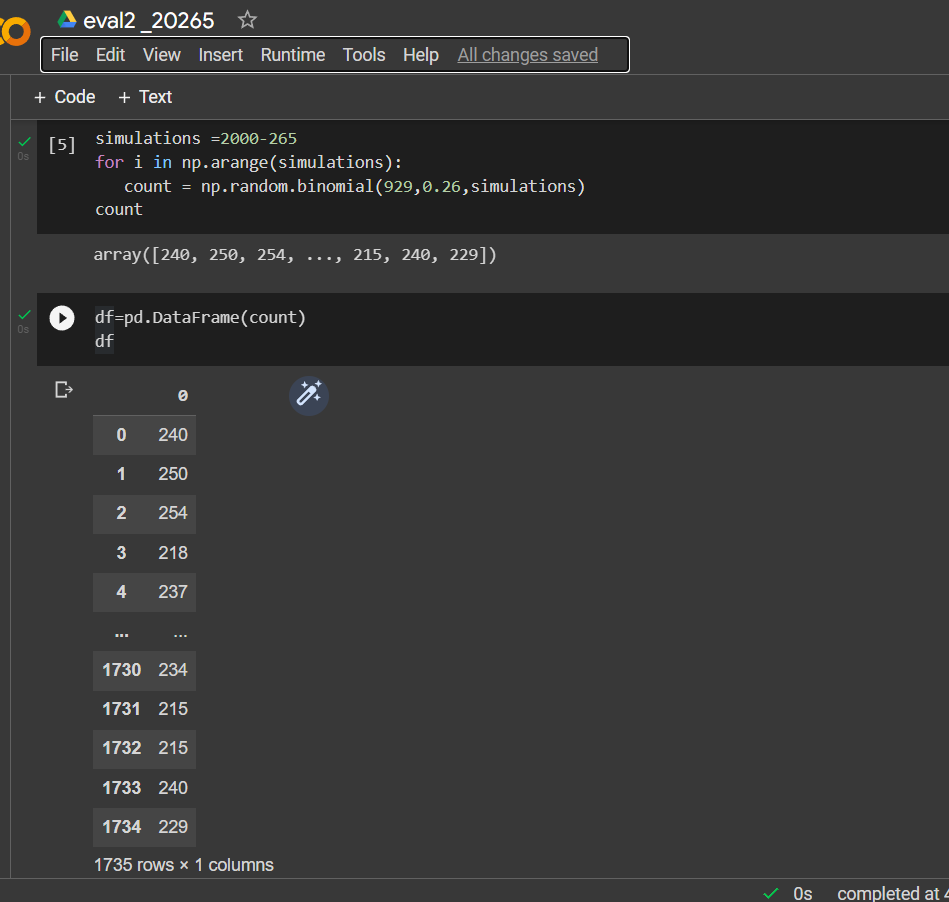 eval2 _20265
File Edit View Insert Runtime Tools Help All changes saved
+ Code + Text
0s
[5]
simulations =2000-265
for i in np.arange(simulations):
   count = np.random.binomial(929,0.26,simulations)
count
array([240, 250, 254, ..., 215, 240, 229])
0s
df=pd.DataFrame(count)
df
0
0 240
1 250
2 254
3 218
4 237
... ...
1730 234
1731 215
1732 215
1733 240
1734 229
1735 rows × 1 columns
0s completed at